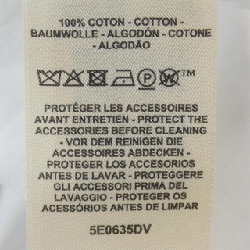 100% COTON - COTTON -
BAUMWOLLE - ALGODÓN - COTONE
- ALGODÃO
TM
PROTÉGER LES ACCESSOIRES
AVANT ENTRETIEN - PROTECT THE
ACCESSORIES BEFORE CLEANING
- VOR DEM REINIGEN DIE
ACCESSOIRES ABDECKEN -
PROTEGER LOS ACCESORIOS
ANTES DE LAVAR - PROTEGGERE
GLI ACCESSORI PRIMA DEL
LAVAGGIO - PROTEGER OS
ACESSÓRIOS ANTES DE LIMPAR
5E0635DV